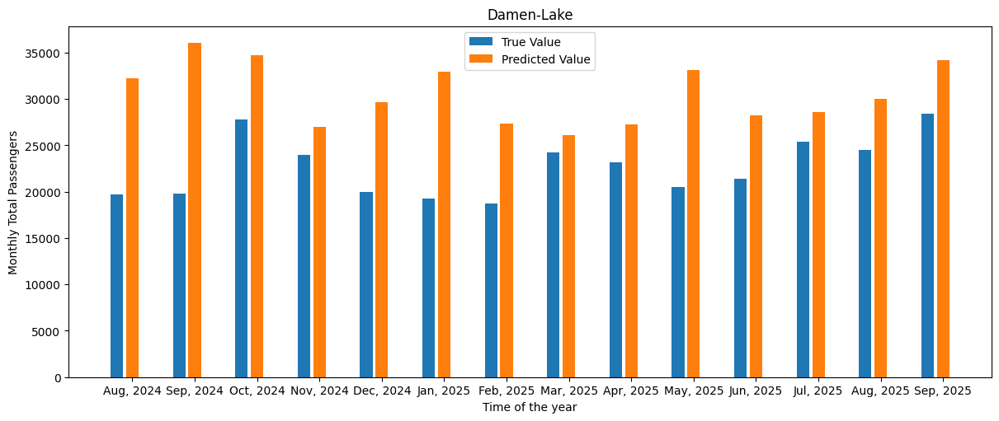 Damen-Lake
True Value
Predicted Value
Monthly Total Passengers
35000
30000
25000
20000
15000
10000
5000
0
Aug, 2024 Sep, 2024 Oct, 2024 Nov, 2024 Dec, 2024 Jan, 2025 Feb, 2025 Mar, 2025 Apr, 2025 May, 2025 Jun, 2025 Jul, 2025 Aug, 2025 Sep, 2025
Time of the year